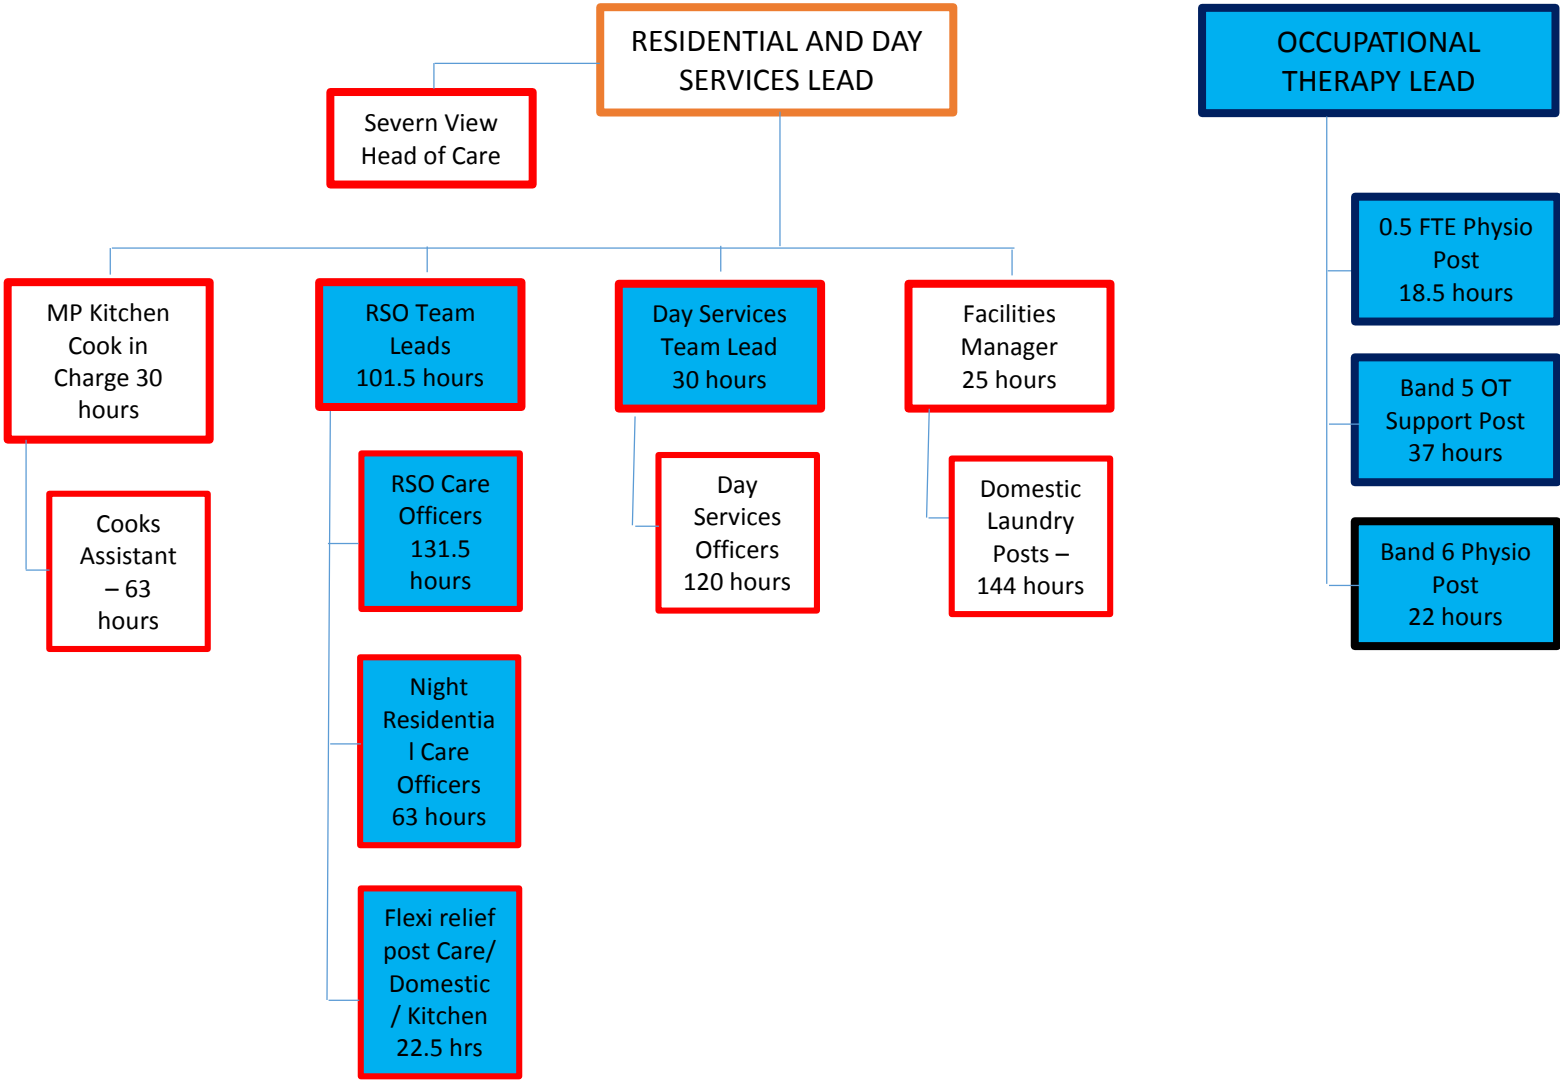 RESIDENTIAL AND DAY
SERVICES LEAD
OCCUPATIONAL
THERAPY LEAD
Severn View
Head of Care
MP Kitchen
Cook in
Charge 30
hours
RSO Team
Leads
101.5 hours
Day Services
Team Lead
30 hours
Facilities
Manager
25 hours
0.5 FTE Physio
Post
18.5 hours
Cooks
Assistant
– 63
hours
RSO Care
Officers
131.5
hours
Day
Services
Officers
120 hours
Domestic
Laundry
Posts –
144 hours
Band 5 OT
Support Post
37 hours
Band 6 Physio
Post
22 hours
Night
Residentia
l Care
Officers
63 hours
Flexi relief
post Care/
Domestic
/ Kitchen
22.5 hrs